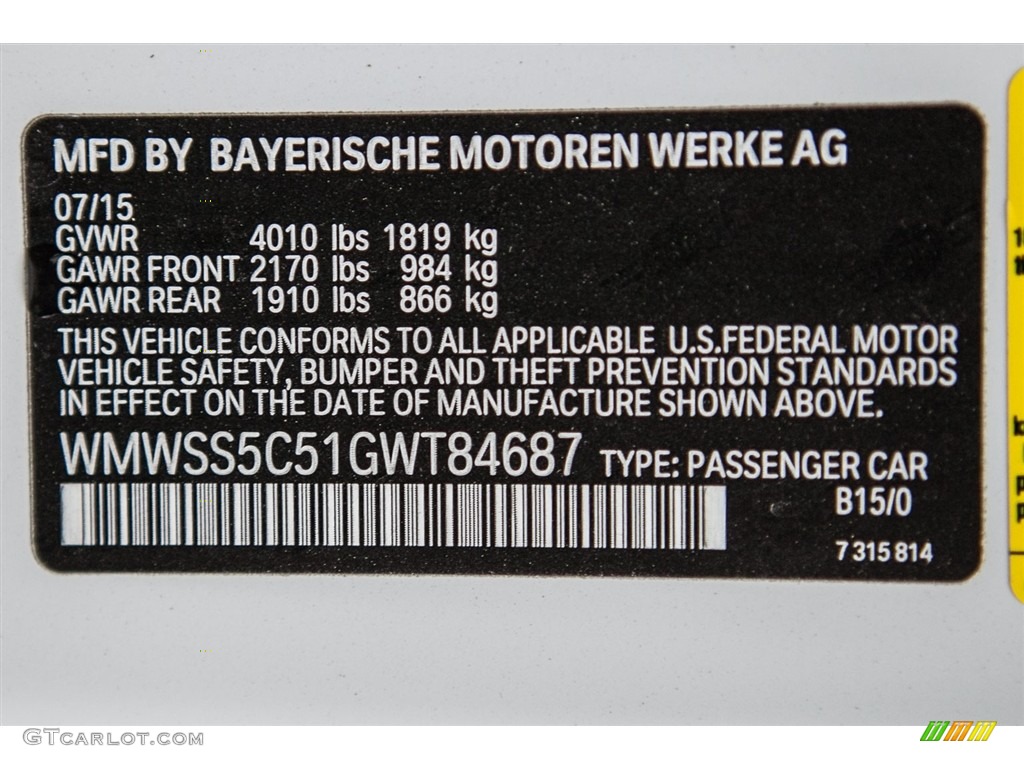 MFD BY BAYERISCHE MOTOREN WERKE AG
07/15
GVWR 4010 lbs 1819 kg
GAWR FRONT 2170 lbs 984 kg
GAWR REAR 1910 lbs 866 kg
THIS VEHICLE CONFORMS TO ALL APPLICABLE U.S.FEDERAL MOTOR
VEHICLE SAFETY, BUMPER AND THEFT PREVENTION STANDARDS
IN EFFECT ON THE DATE OF MANUFACTURE SHOWN ABOVE.
WMWSS5C51GWT84687 TYPE: PASSENGER CAR
B15/0
7 315 814
GTCARLOT.COM